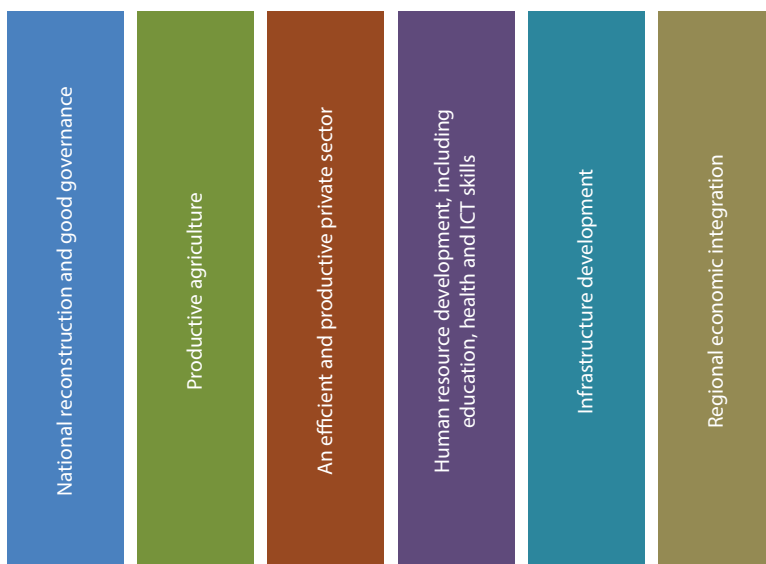 National reconstruction and good governance
Productive agriculture
An efficient and productive private sector
Human resource development, including
education, health and ICT skills
Infrastructure development
Regional economic integration